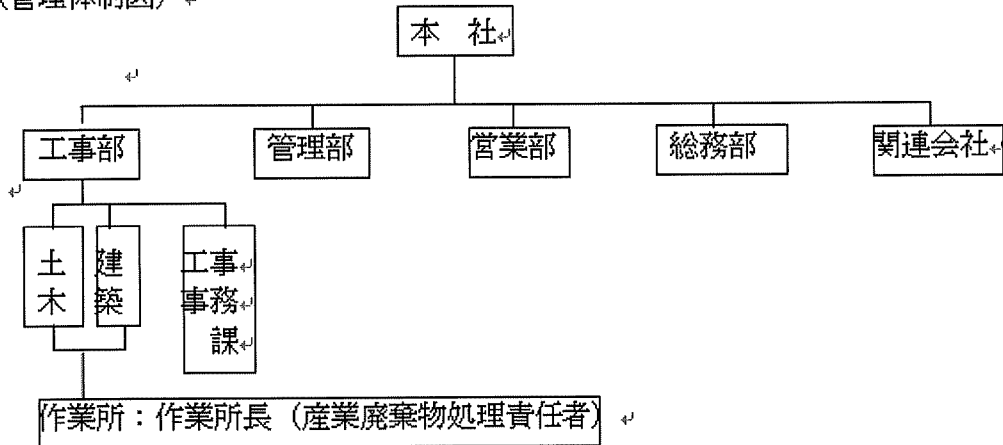 (管理体制図)
本 社
工事部 管理部 営業部 総務部 関連会社
土木 建築 工事事務課
作業所：作業所長（産業廃棄物処理責任者）